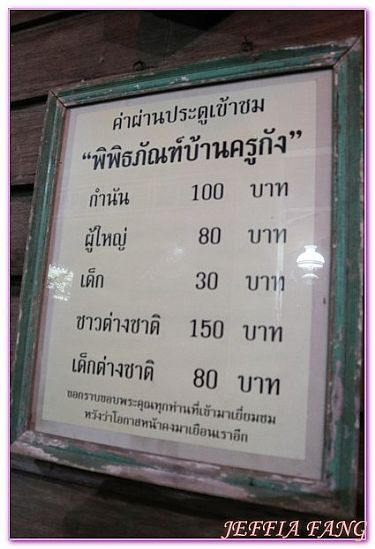 ค่าผ่านประตูเข้าชม
“พิพิธภัณฑ์บ้านครูกัง”
กำนัน 100 บาท
ผู้ใหญ่ 80 บาท
เด็ก 30 บาท
ชาวต่างชาติ 150 บาท
เด็กต่างชาติ 80 บาท
ขอกราบขอบพระคุณทุกท่านที่เข้ามาเยี่ยมชม
หวังว่าโอกาสหน้าคงมาเยือนเราอีก
JEFFIA FANG